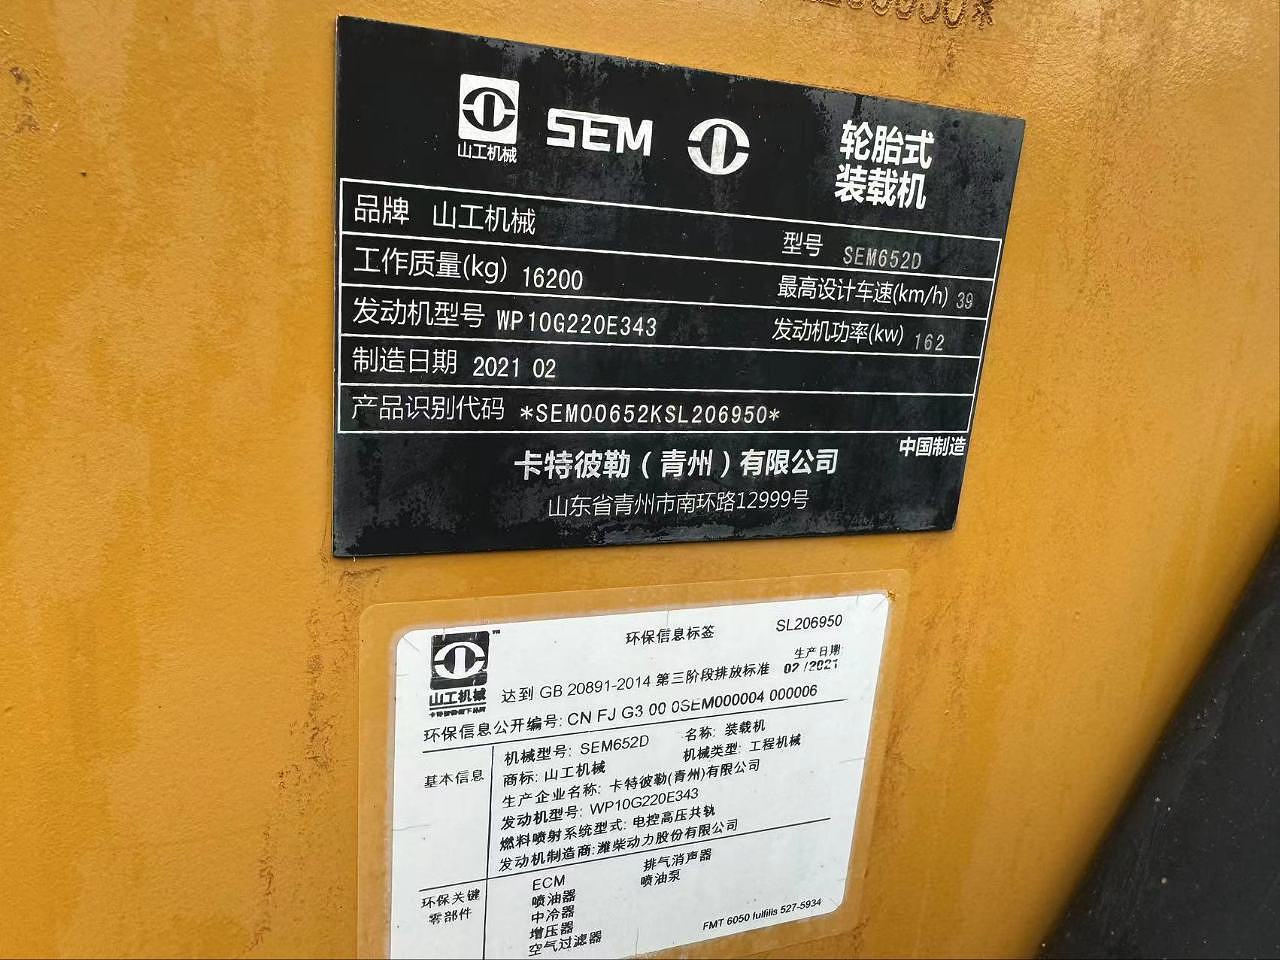 山工机械
SEM
轮胎式
装载机
品牌 山工机械 型号 SEM652D
工作质量(kg) 16200 最高设计车速(km/h) 39
发动机型号 WP10G220E343 发动机功率(kw) 162
制造日期 2021 02
产品识别代码 *SEM00652KSL206950*
中国制造
卡特彼勒（青州）有限公司
山东省青州市南环路12999号
山工机械
环保信息标签 SL206950
达到 GB 20891-2014 第三阶段排放标准
生产日期:
02/2021
环保信息公开编号: CN FJ G3 00 0SEM000004 000006
基本信息
机械型号: SEM652D 名称: 装载机
商标: 山工机械 机械类型: 工程机械
生产企业名称: 卡特彼勒(青州)有限公司
发动机型号: WP10G220E343
燃料喷射系统型式: 电控高压共轨
发动机制造商: 潍柴动力股份有限公司
环保关键
零部件
ECM 排气消声器
喷油器 喷油泵
中冷器
增压器
空气过滤器
FMT 6050 fulfills 527-5934